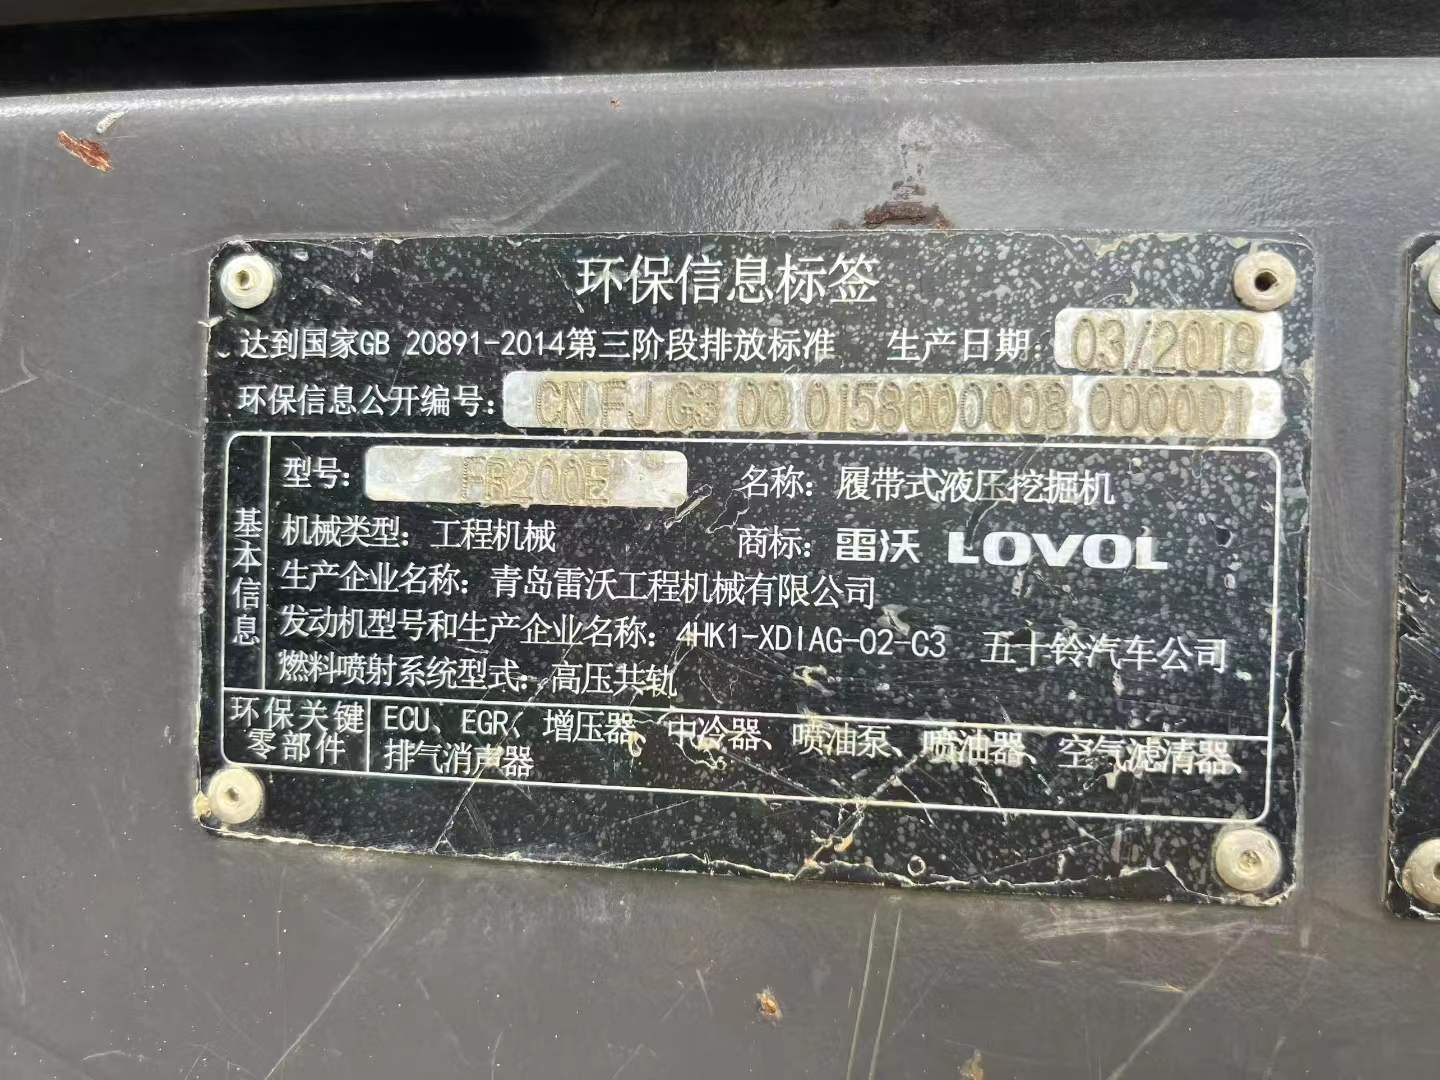 环保信息标签
达到国家GB 20891-2014第三阶段排放标准 生产日期: 03/2019
环保信息公开编号: CN FJ G3 00 0158000008 000001
基本信息
型号: FR200E 名称: 履带式液压挖掘机
机械类型: 工程机械 商标: 雷沃 LOVOL
生产企业名称: 青岛雷沃工程机械有限公司
发动机型号和生产企业名称: 4HK1-XDIAG-02-C3 五十铃汽车公司
燃料喷射系统型式: 高压共轨
环保关键零部件
ECU、EGR、增压器、中冷器、喷油泵、喷油器、空气滤清器、
排气消声器